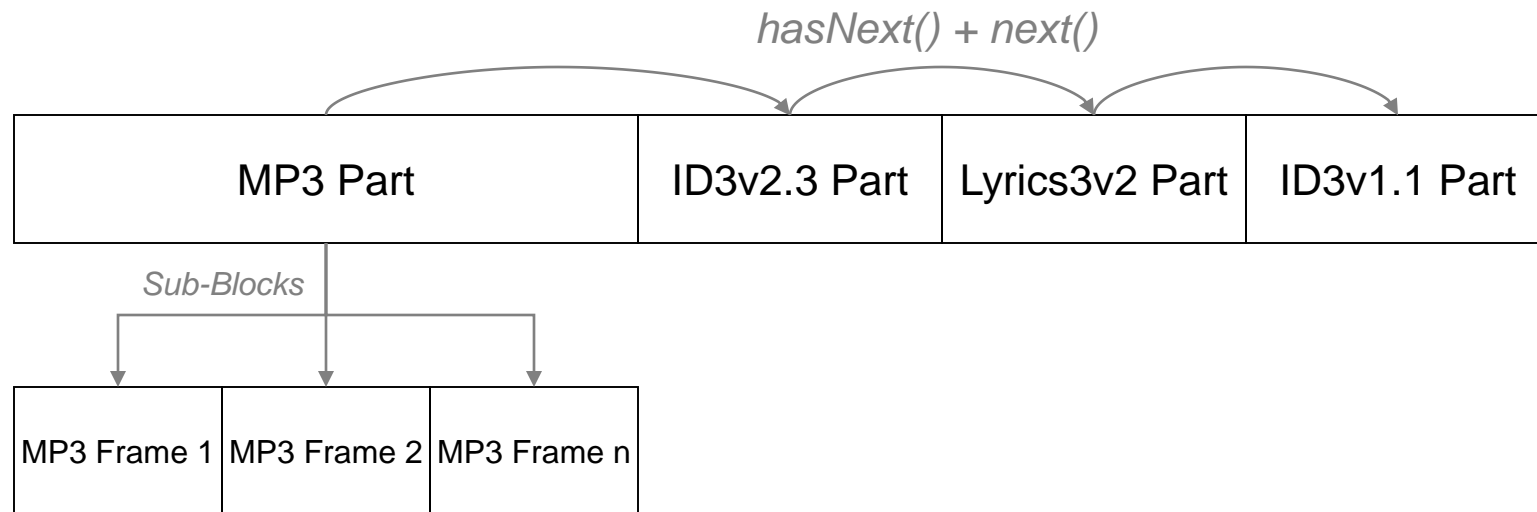 hasNext() + next()
MP3 Part
ID3v2.3 Part
Lyrics3v2 Part
ID3v1.1 Part
Sub-Blocks
MP3 Frame 1
MP3 Frame 2
MP3 Frame n